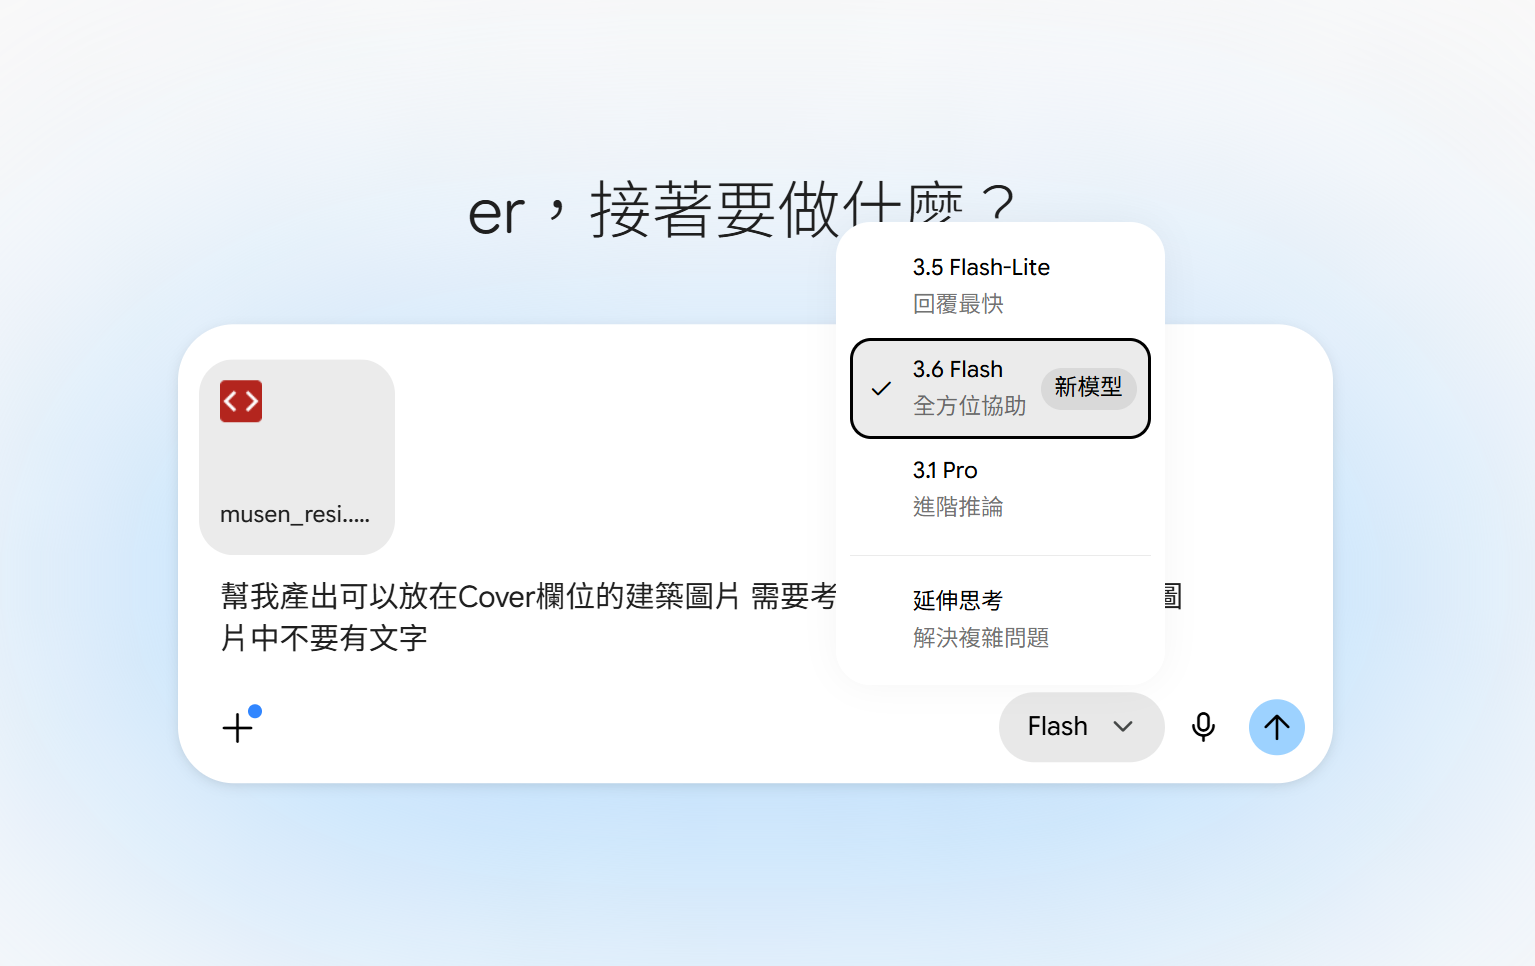 er，接著要做什麼？
3.5 Flash-Lite
回覆最快
3.6 Flash
全方位協助
新模型
3.1 Pro
進階推論
延伸思考
解決複雜問題
musen_resi.....
幫我產出可以放在Cover欄位的建築圖片 需要考
圖
片中不要有文字
Flash